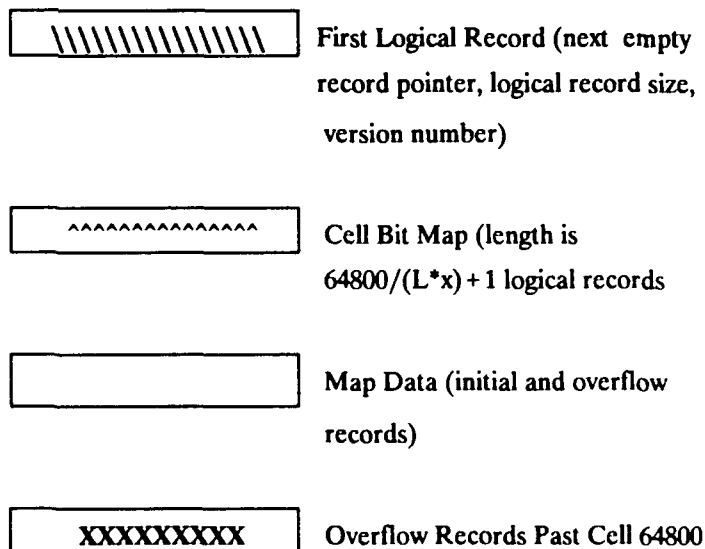 \\\\\\\\\\\\\\\\ First Logical Record (next empty
record pointer, logical record size,
version number)
^^^^^^^^^^^^^^^ Cell Bit Map (length is
64800/(L*x) + 1 logical records
Map Data (initial and overflow
records)
XXXXXXXXX Overflow Records Past Cell 64800